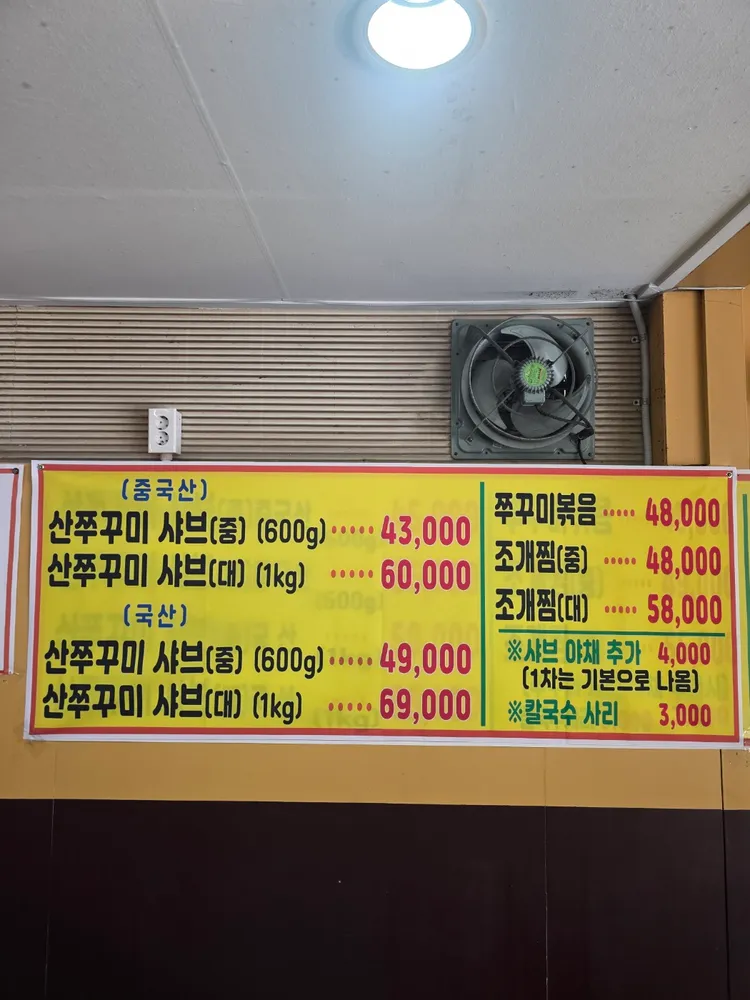 (중국산)
산쭈꾸미 샤브(중) (600g) ····· 43,000
산쭈꾸미 샤브(대) (1kg) ····· 60,000
(국산)
산쭈꾸미 샤브(중) (600g) ····· 49,000
산쭈꾸미 샤브(대) (1kg) ····· 69,000
쭈꾸미볶음 ····· 48,000
조개찜(중) ····· 48,000
조개찜(대) ····· 58,000
※샤브 야채 추가 4,000
(1차는 기본으로 나옴)
※칼국수 사리 3,000